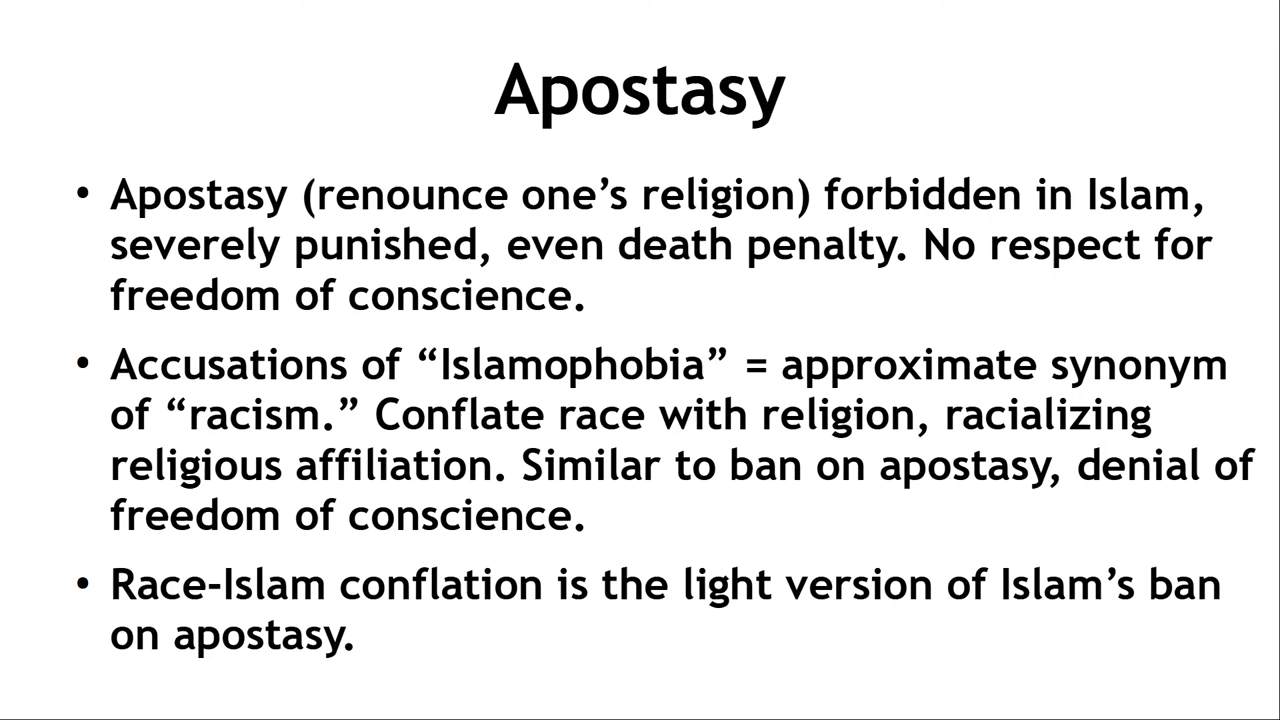 Apostasy
• Apostasy (renounce one’s religion) forbidden in Islam,
severely punished, even death penalty. No respect for
freedom of conscience.
• Accusations of “Islamophobia” = approximate synonym
of “racism.” Conflate race with religion, racializing
religious affiliation. Similar to ban on apostasy, denial of
freedom of conscience.
• Race-Islam conflation is the light version of Islam’s ban
on apostasy.